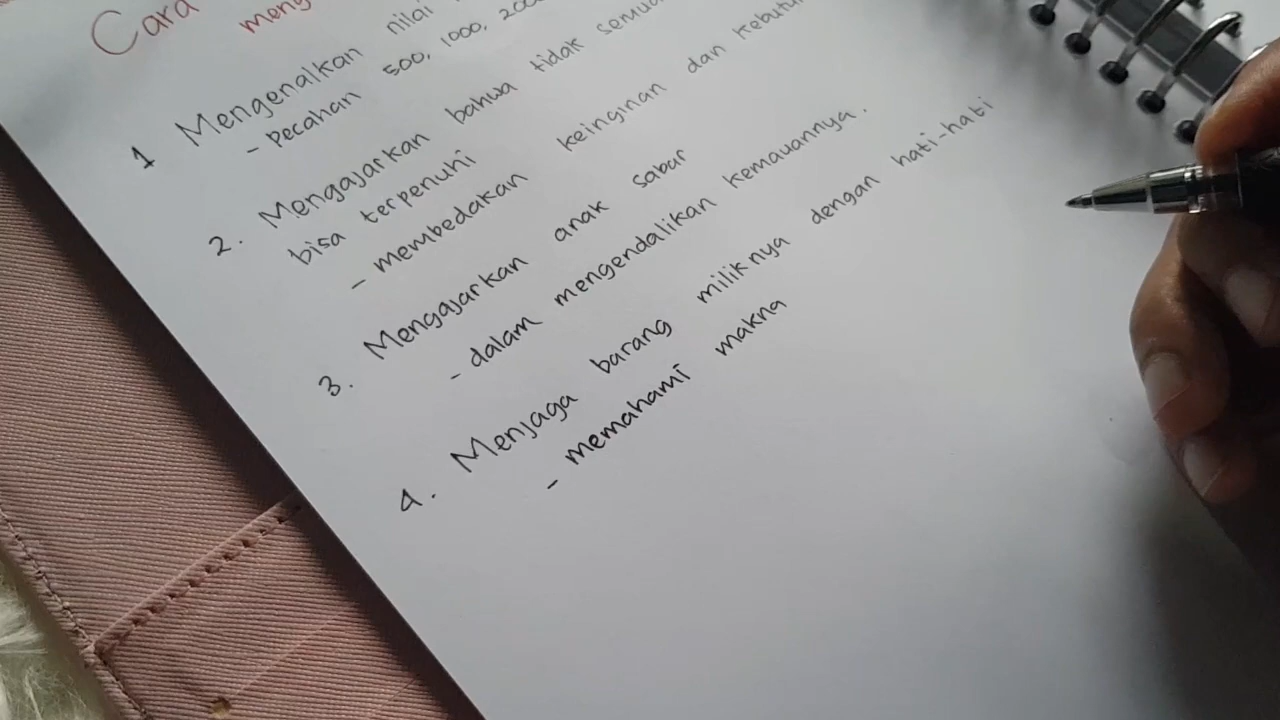 Cara
1 Mengenalkan nilai
- pecahan 500, 1000,
2. Mengajarkan bahwa tidak
bisa terpenuhi
- membedakan keinginan dan
3. Mengajarkan anak sabar
- dalam mengendalikan kemauannya.
4. Menjaga barang miliknya dengan hati-hati
- memahami makna